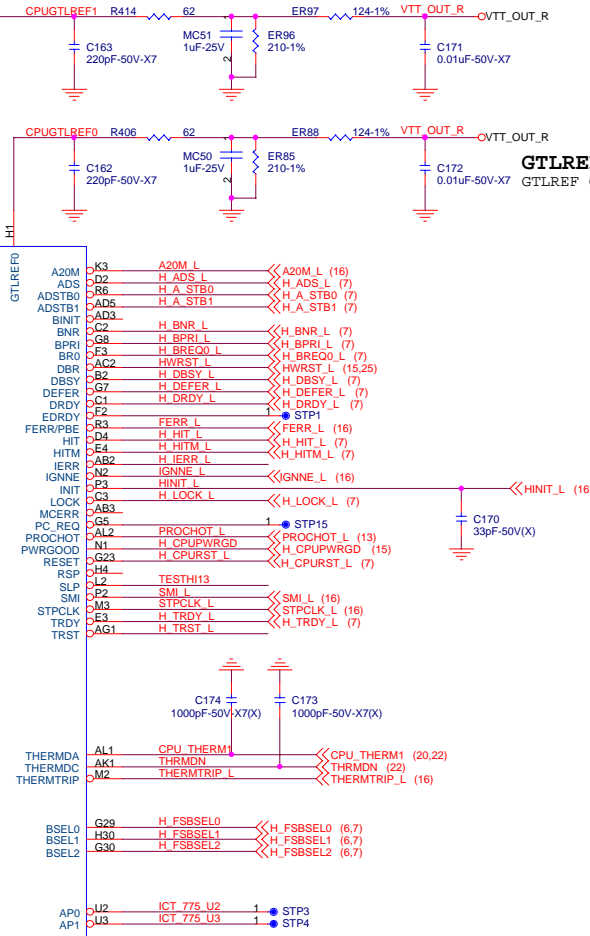 CPUGTLREF1 R414 62 ER97 124-1% VTT_OUT_R VTT_OUT_R
C163 220pF-50V-X7
MC51 1uF-25V 2
ER96 210-1%
C171 0.01uF-50V-X7
CPUGTLREF0 R406 62 ER88 124-1% VTT_OUT_R VTT_OUT_R
C162 220pF-50V-X7
MC50 1uF-25V 2
ER85 210-1%
C172 0.01uF-50V-X7
GTLRE
GTLREF
H1
GTLREF0
A20M K3 A20M_L A20M_L (16)
ADS D2 H_ADS_L H_ADS_L (7)
ADSTB0 R6 H_A_STB0 H_A_STB0 (7)
ADSTB1 AD5 H_A_STB1 H_A_STB1 (7)
BINIT AD3
BNR C2 H_BNR_L H_BNR_L (7)
BPRI G8 H_BPRI_L H_BPRI_L (7)
BR0 F3 H_BREQ0_L H_BREQ0_L (7)
DBR AC2 HWRST_L HWRST_L (15,25)
DBSY B2 H_DBSY_L H_DBSY_L (7)
DEFER G7 H_DEFER_L H_DEFER_L (7)
DRDY C1 H_DRDY_L H_DRDY_L (7)
EDRDY F2 1 STP1
FERR/PBE R3 FERR_L FERR_L (16)
HIT D4 H_HIT_L H_HIT_L (7)
HITM E4 H_HITM_L H_HITM_L (7)
IERR AB2 H_IERR_L
IGNNE N2 IGNNE_L IGNNE_L (16)
INIT P3 HINIT_L HINIT_L (16
LOCK C3 H_LOCK_L H_LOCK_L (7)
MCERR AB3
PC_REQ G5 1 STP15
C170 33pF-50V(X)
PROCHOT AL2 PROCHOT_L PROCHOT_L (13)
PWRGOOD N1 H_CPUPWRGD H_CPUPWRGD (15)
RESET G23 H_CPURST_L H_CPURST_L (7)
RSP H4
SLP L2 TESTHI13
SMI P2 SMI_L SMI_L (16)
STPCLK M3 STPCLK_L STPCLK_L (16)
TRDY E3 H_TRDY_L H_TRDY_L (7)
TRST AG1 H_TRST_L
C174 1000pF-50V-X7(X)
C173 1000pF-50V-X7(X)
THERMDA AL1 CPU_THERM1 CPU_THERM1 (20,22)
THERMDC AK1 THRMDN THRMDN (22)
THERMTRIP M2 THERMTRIP_L THERMTRIP_L (16)
BSEL0 G29 H_FSBSEL0 H_FSBSEL0 (6,7)
BSEL1 H30 H_FSBSEL1 H_FSBSEL1 (6,7)
BSEL2 G30 H_FSBSEL2 H_FSBSEL2 (6,7)
AP0 U2 ICT_775_U2 1 STP3
AP1 U3 ICT_775_U3 1 STP4